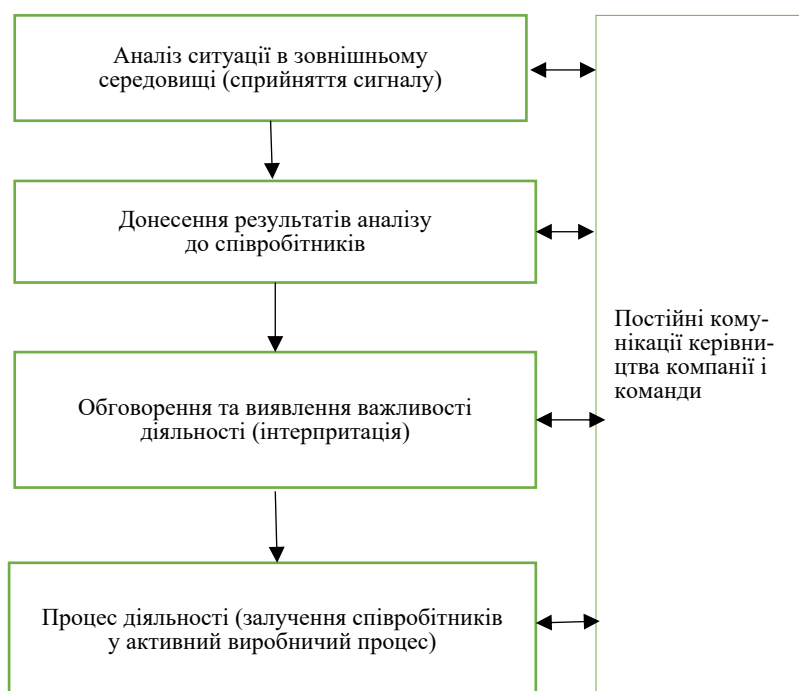 Аналіз ситуації в зовнішньому
середовищі (сприйняття сигналу)
Донесення результатів аналізу
до співробітників
Обговорення та виявлення важливості
діяльності (інтерпритація)
Процес діяльності (залучення співробітників
у активний виробничий процес)
Постійні кому-
нікації керівни-
цтва компанії і
команди